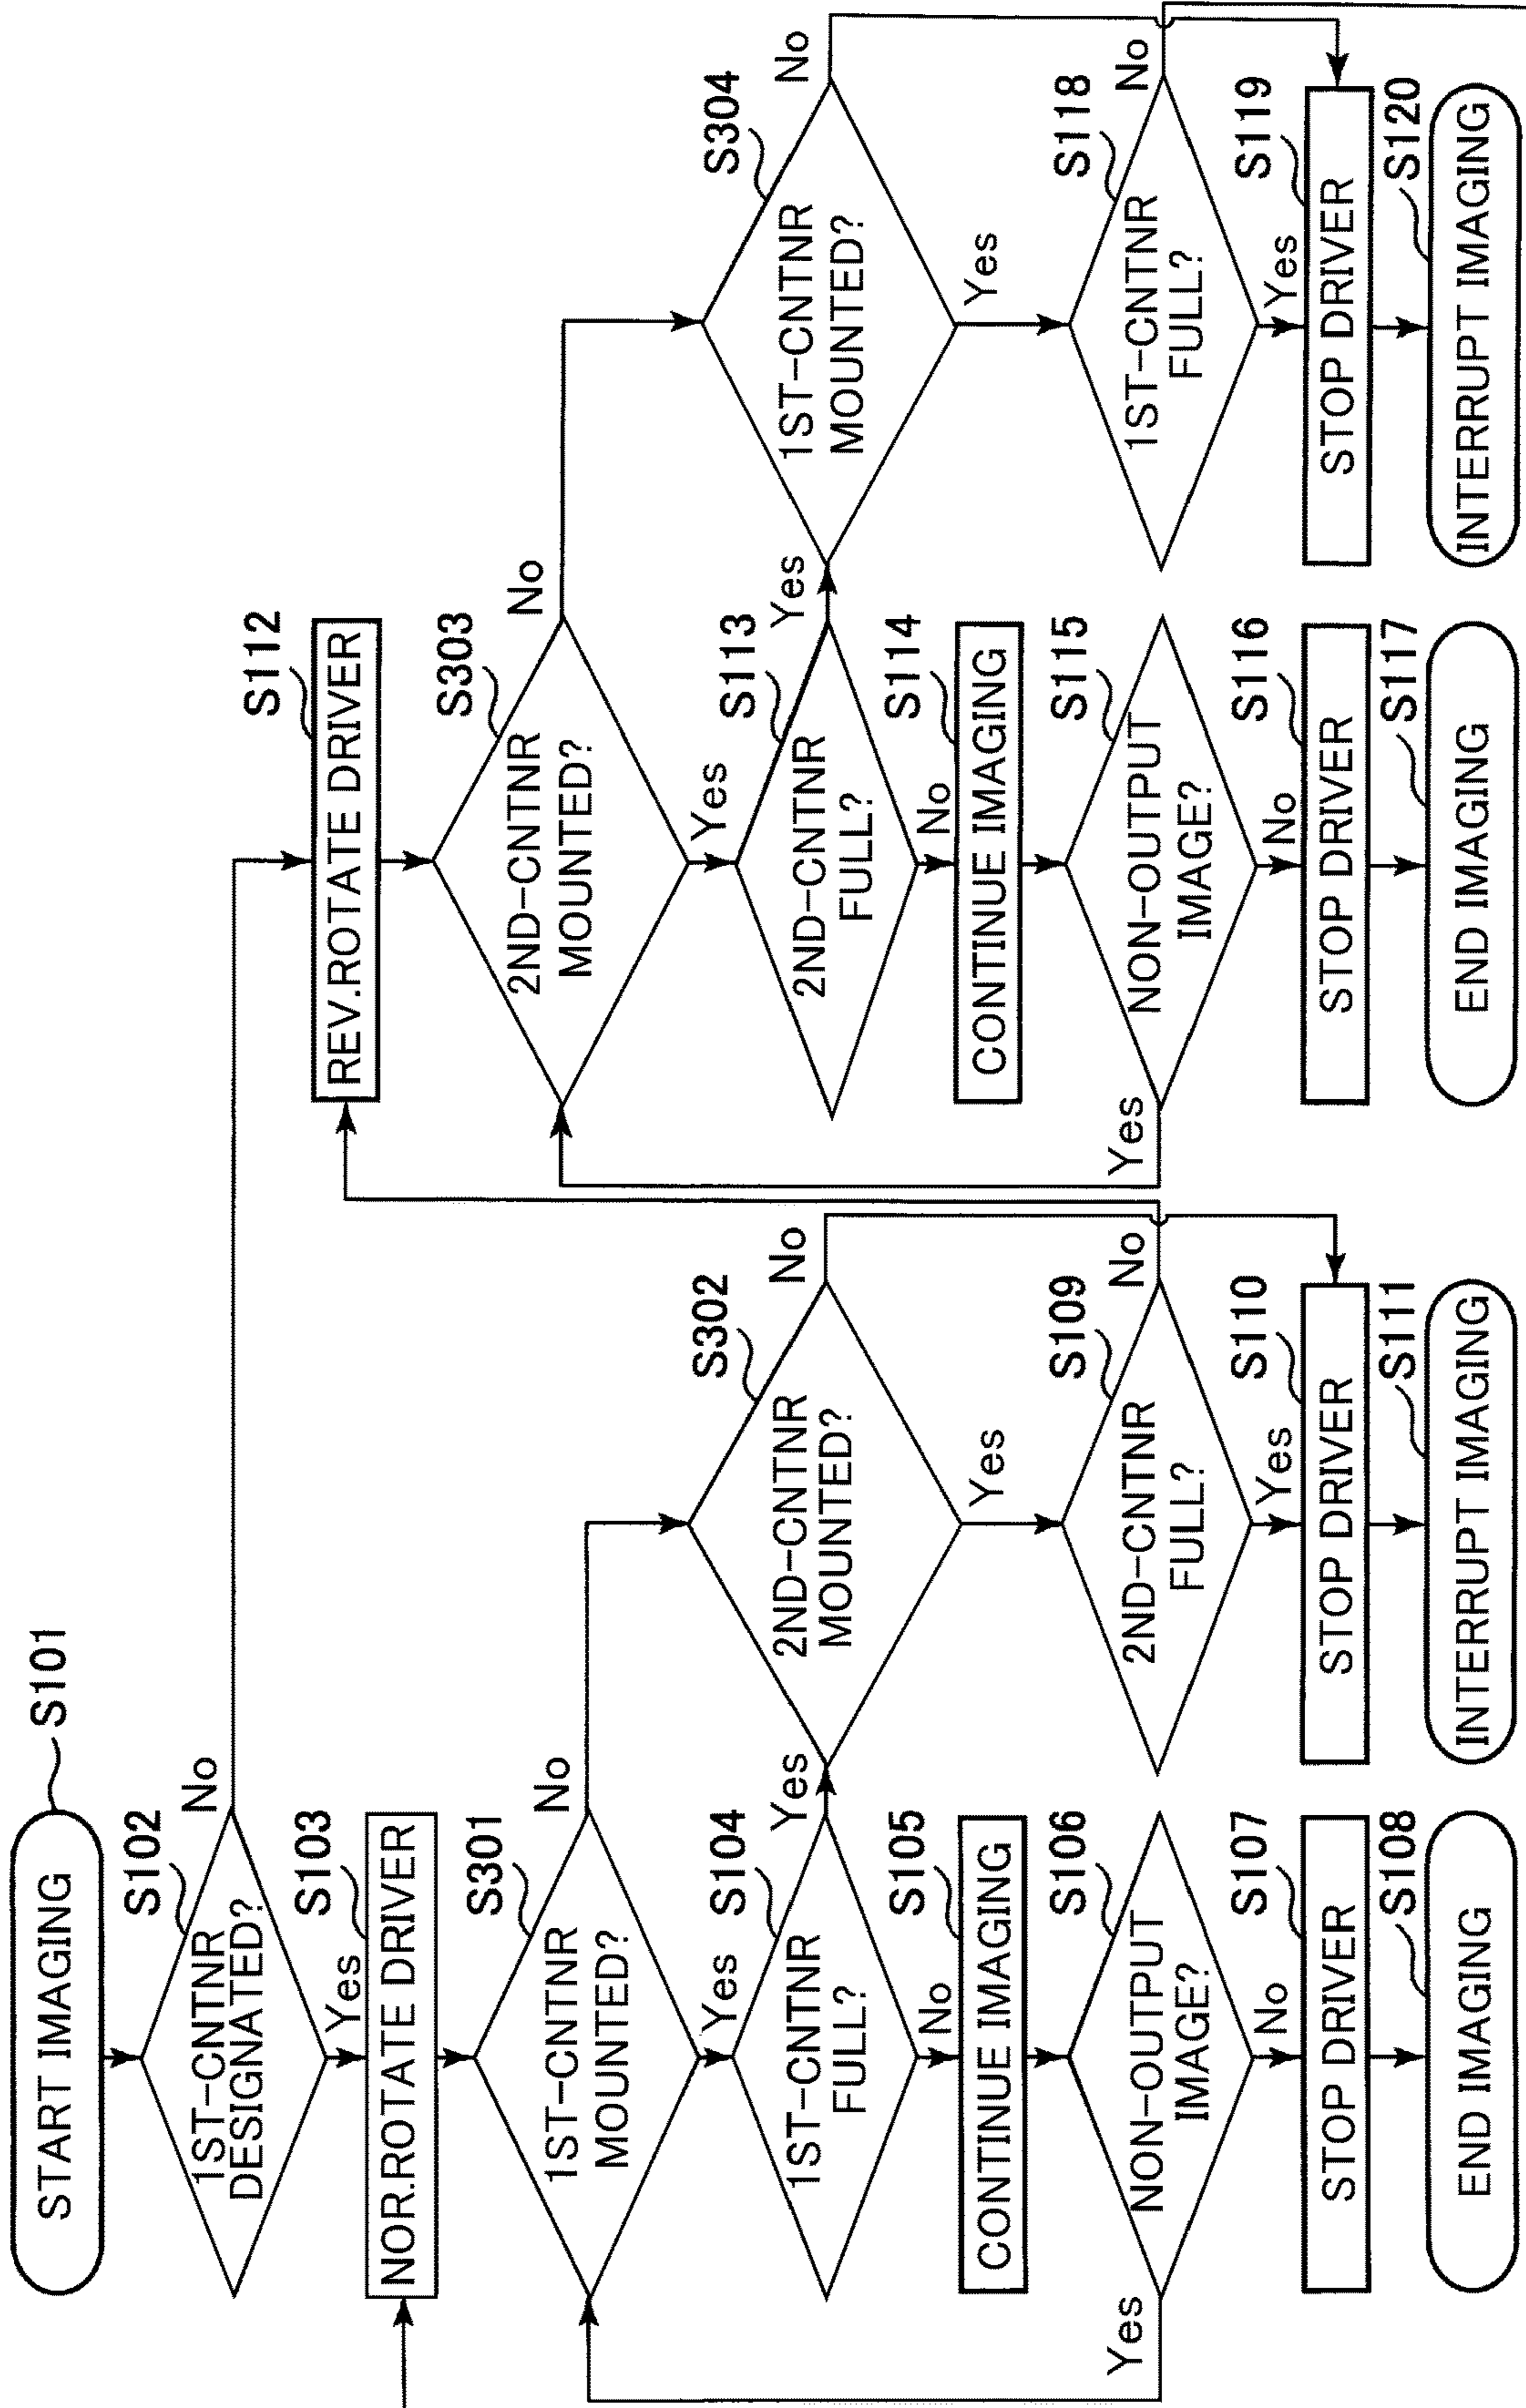 START IMAGING
S101
1ST-CNTNR
DESIGNATED?
S102
No
Yes
NOR.ROTATE DRIVER
S103
1ST-CNTNR
MOUNTED?
S301
No
Yes
1ST-CNTNR
FULL?
S104
Yes
No
CONTINUE IMAGING
S105
NON-OUTPUT
IMAGE?
S106
Yes
No
STOP DRIVER
S107
END IMAGING
S108
2ND-CNTNR
MOUNTED?
S302
No
Yes
2ND-CNTNR
FULL?
S109
No
Yes
STOP DRIVER
S110
INTERRUPT IMAGING
S111
REV.ROTATE DRIVER
S112
2ND-CNTNR
MOUNTED?
S303
No
Yes
2ND-CNTNR
FULL?
S113
Yes
No
CONTINUE IMAGING
S114
NON-OUTPUT
IMAGE?
S115
Yes
No
STOP DRIVER
S116
END IMAGING
S117
1ST-CNTNR
MOUNTED?
S304
No
Yes
1ST-CNTNR
FULL?
S118
No
Yes
STOP DRIVER
S119
INTERRUPT IMAGING
S120